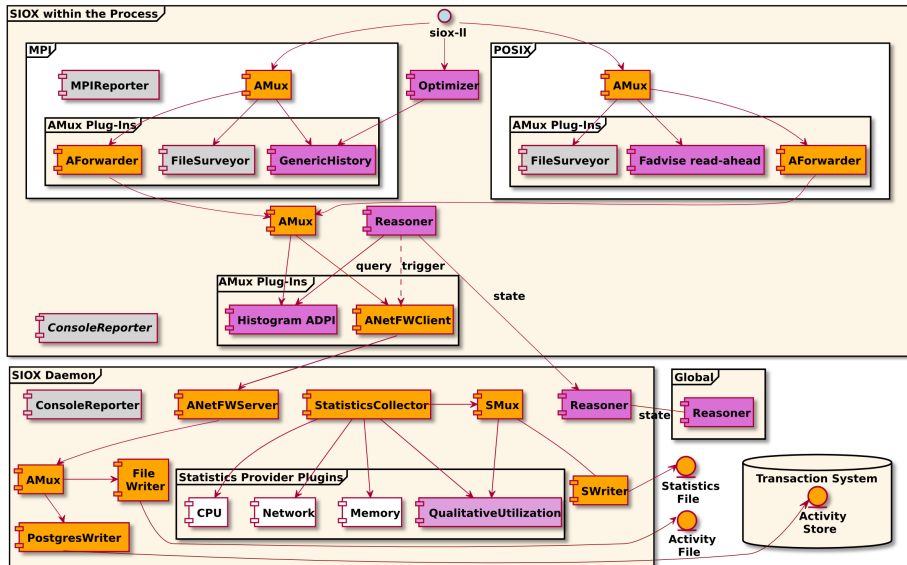 SIOX within the Process
siox-ll
MPI
POSIX
MPIReporter
AMux
Optimizer
AMux
AMux Plug-Ins
AMux Plug-Ins
AForwarder
FileSurveyor
GenericHistory
FileSurveyor
Fadvise read-ahead
AForwarder
AMux
Reasoner
query
trigger
AMux Plug-Ins
state
Histogram ADPI
ANetFWClient
ConsoleReporter
SIOX Daemon
Global
ConsoleReporter
ANetFWServer
StatisticsCollector
SMux
Reasoner
state
Reasoner
AMux
File
Writer
Statistics Provider Plugins
CPU
Network
Memory
QualitativeUtilization
SWriter
Statistics
File
Transaction System
Activity
Store
PostgresWriter
Activity
File